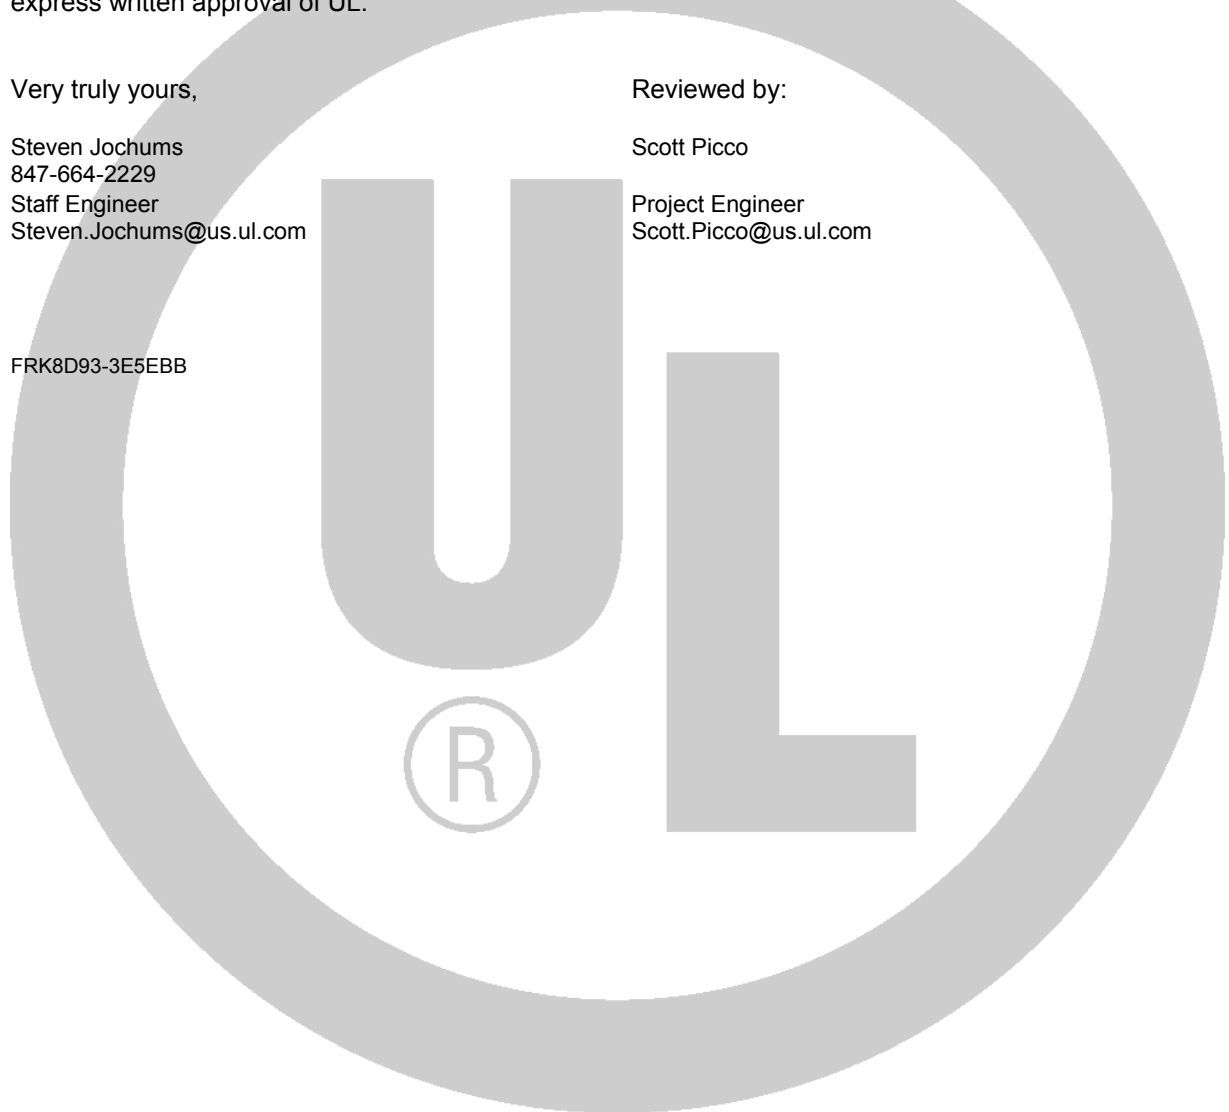 express written approval of UL.
Very truly yours,
Reviewed by:
Steven Jochums
Scott Picco
847-664-2229
Staff Engineer
Project Engineer
Steven.Jochums@us.ul.com
Scott.Picco@us.ul.com
FRK8D93-3E5EBB
UL
®